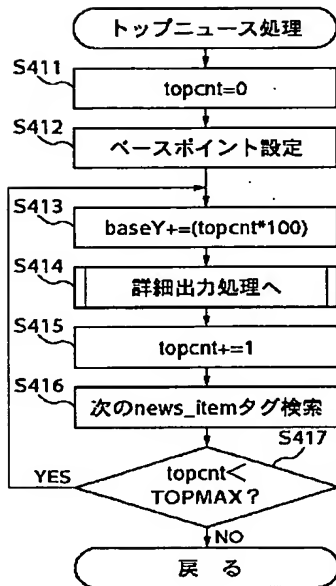 トップニュース処理
S411
topcnt=0
S412
ベースポイント設定
S413
baseY+=(topcnt*100)
S414
詳細出力処理へ
S415
topcnt+=1
S416
次のnews_itemタグ検索
S417
YES
topcnt<
TOPMAX?
NO
戻る